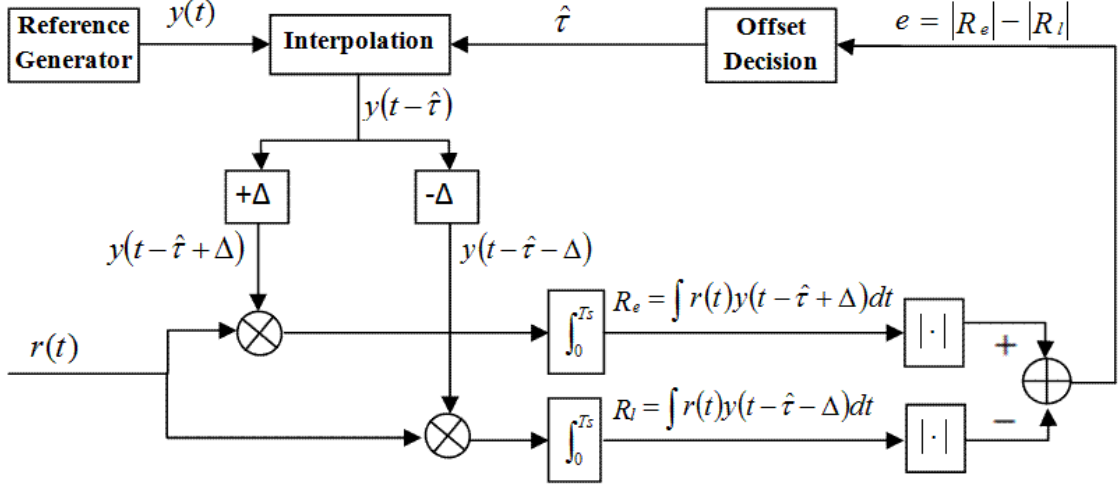 Reference Generator
y(t)
Interpolation
τ̂
Offset Decision
e = |R_e| − |R_l|
y(t − τ̂)
+Δ
-Δ
y(t − τ̂ + Δ)
y(t − τ̂ − Δ)
r(t)
∫_0^{Ts}
R_e = ∫ r(t)y(t − τ̂ + Δ)dt
|·|
+
∫_0^{Ts}
R_l = ∫ r(t)y(t − τ̂ − Δ)dt
|·|
−